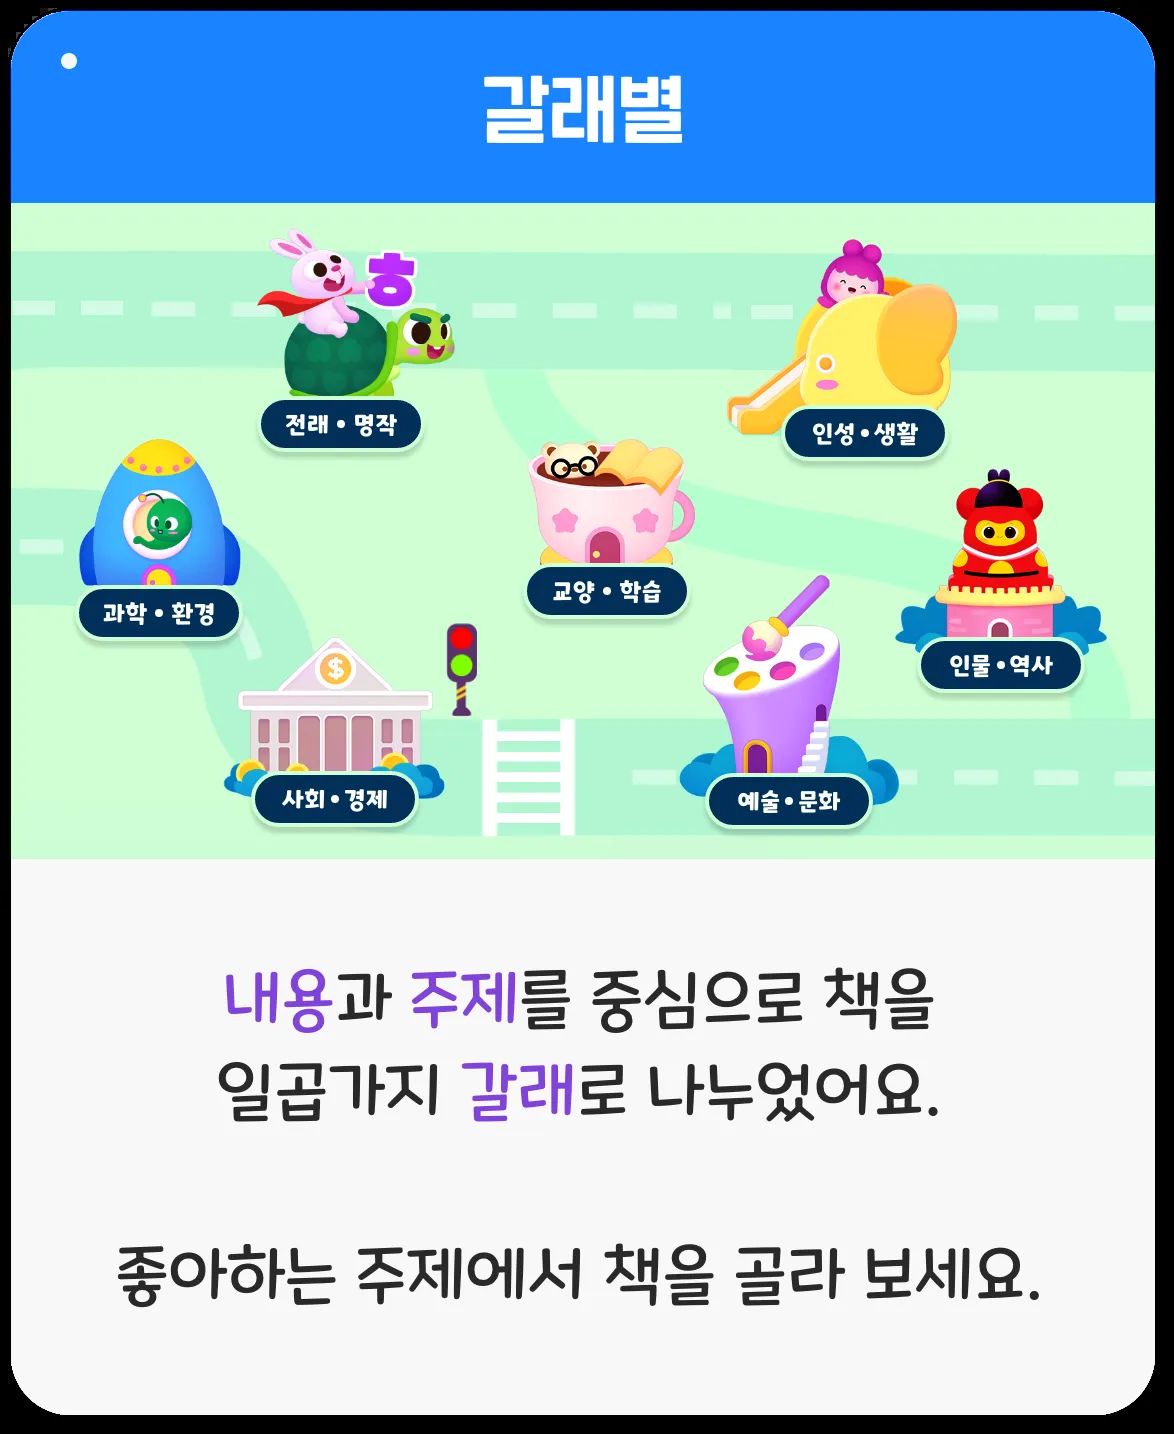 갈래별
ㅎ
전래 • 명작
인성 • 생활
교양 • 학습
과학 • 환경
인물 • 역사
$
사회 • 경제
예술 • 문화
내용과 주제를 중심으로 책을
일곱가지 갈래로 나누었어요.
좋아하는 주제에서 책을 골라 보세요.